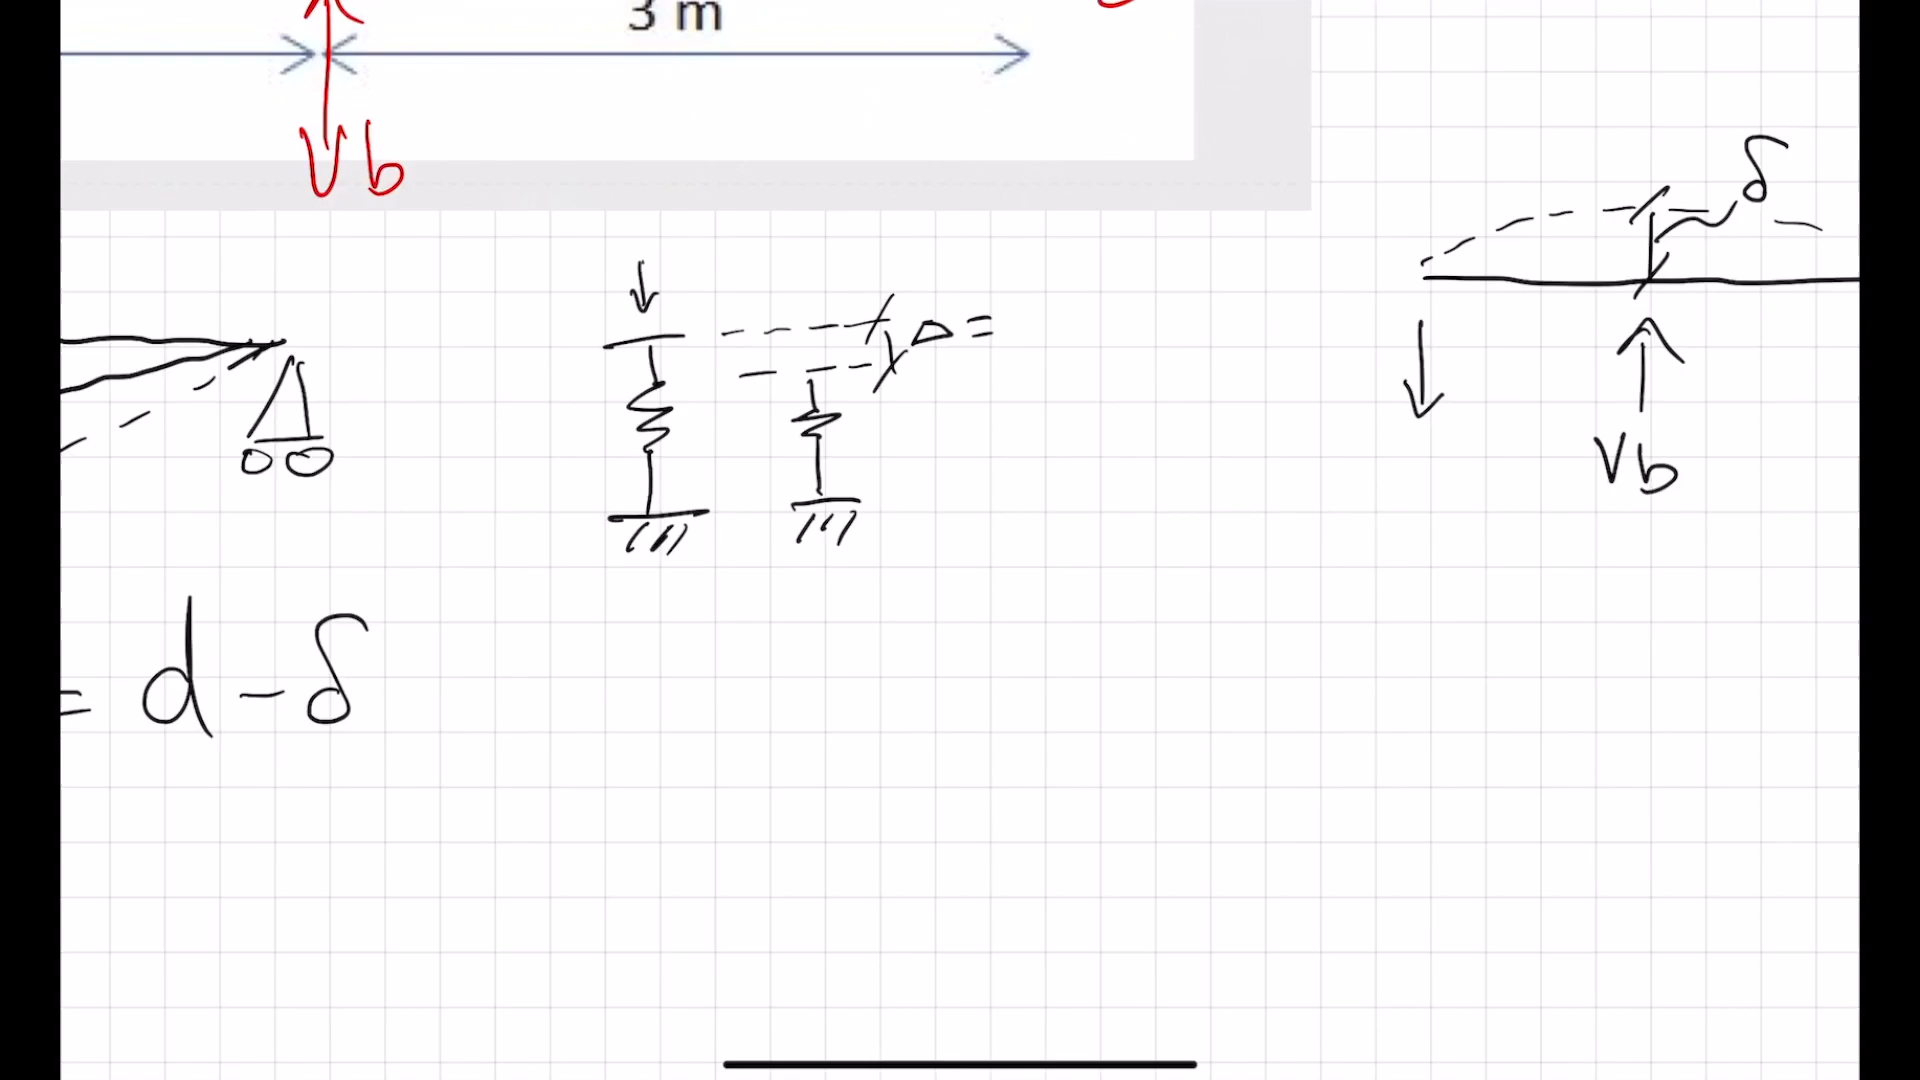 3 m
Vb
δ
Δ =
Vb
= d - δ